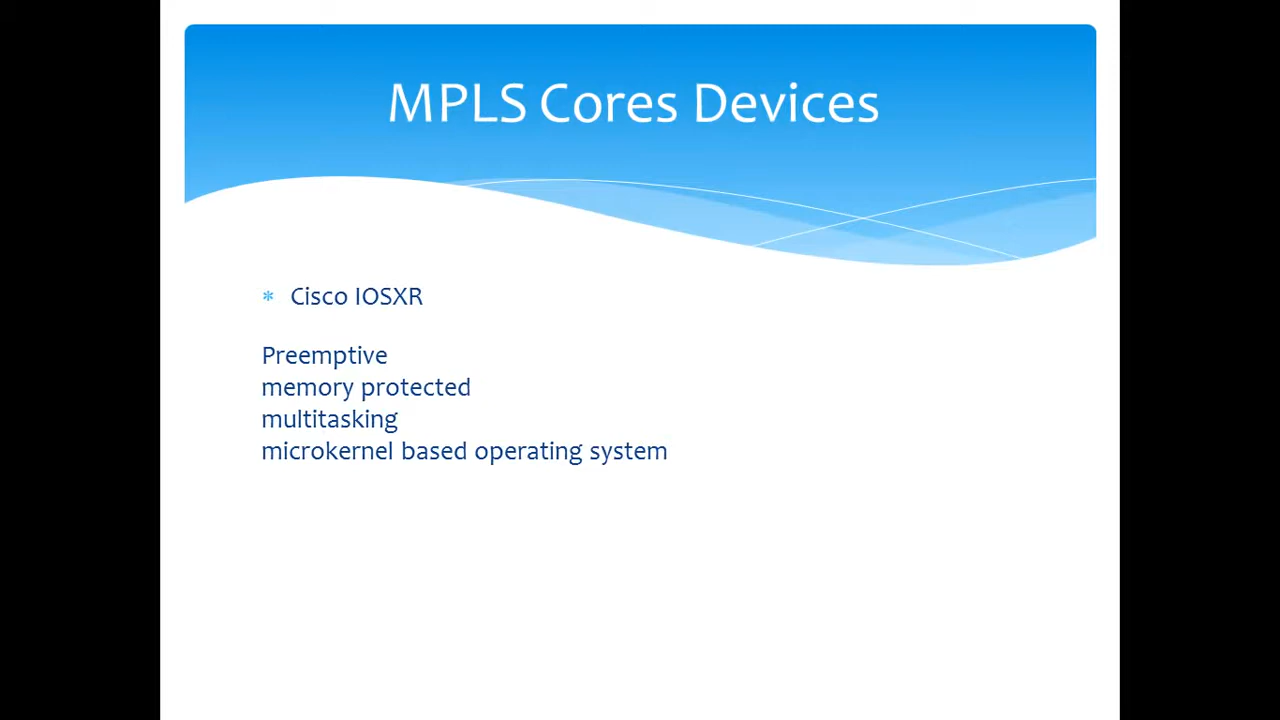 MPLS Cores Devices
* Cisco IOSXR
Preemptive
memory protected
multitasking
microkernel based operating system